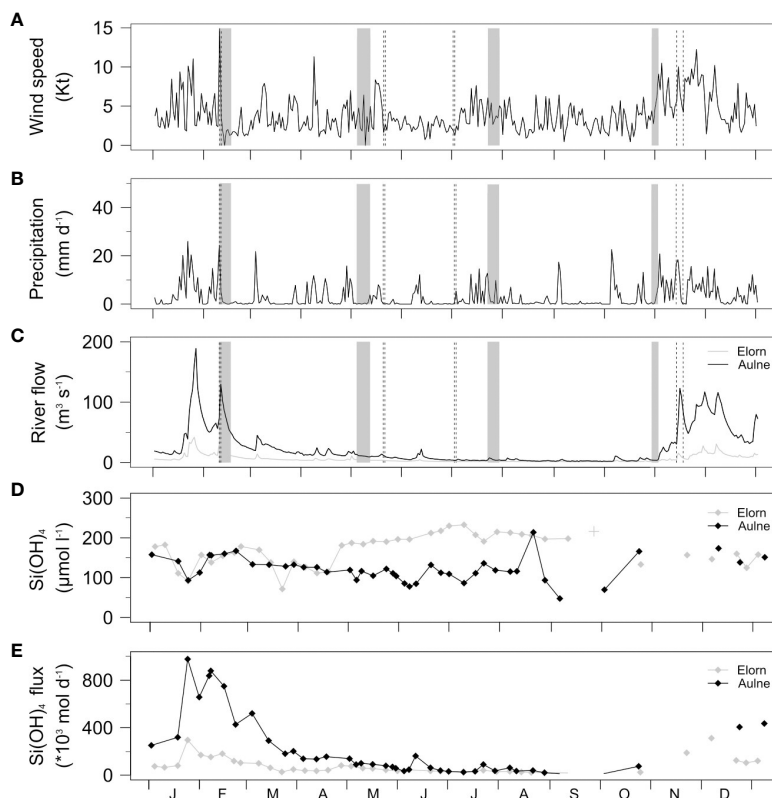 A
Wind speed
(Kt)
15
10
5
0
B
Precipitation
(mm d⁻¹)
40
20
0
C
River flow
(m³ s⁻¹)
200
100
0
Elorn
Aulne
D
Si(OH)₄
(µmol l⁻¹)
300
200
100
0
Elorn
Aulne
E
Si(OH)₄ flux
(*10³ mol d⁻¹)
800
400
0
Elorn
Aulne
J F M A M J J A S O N D